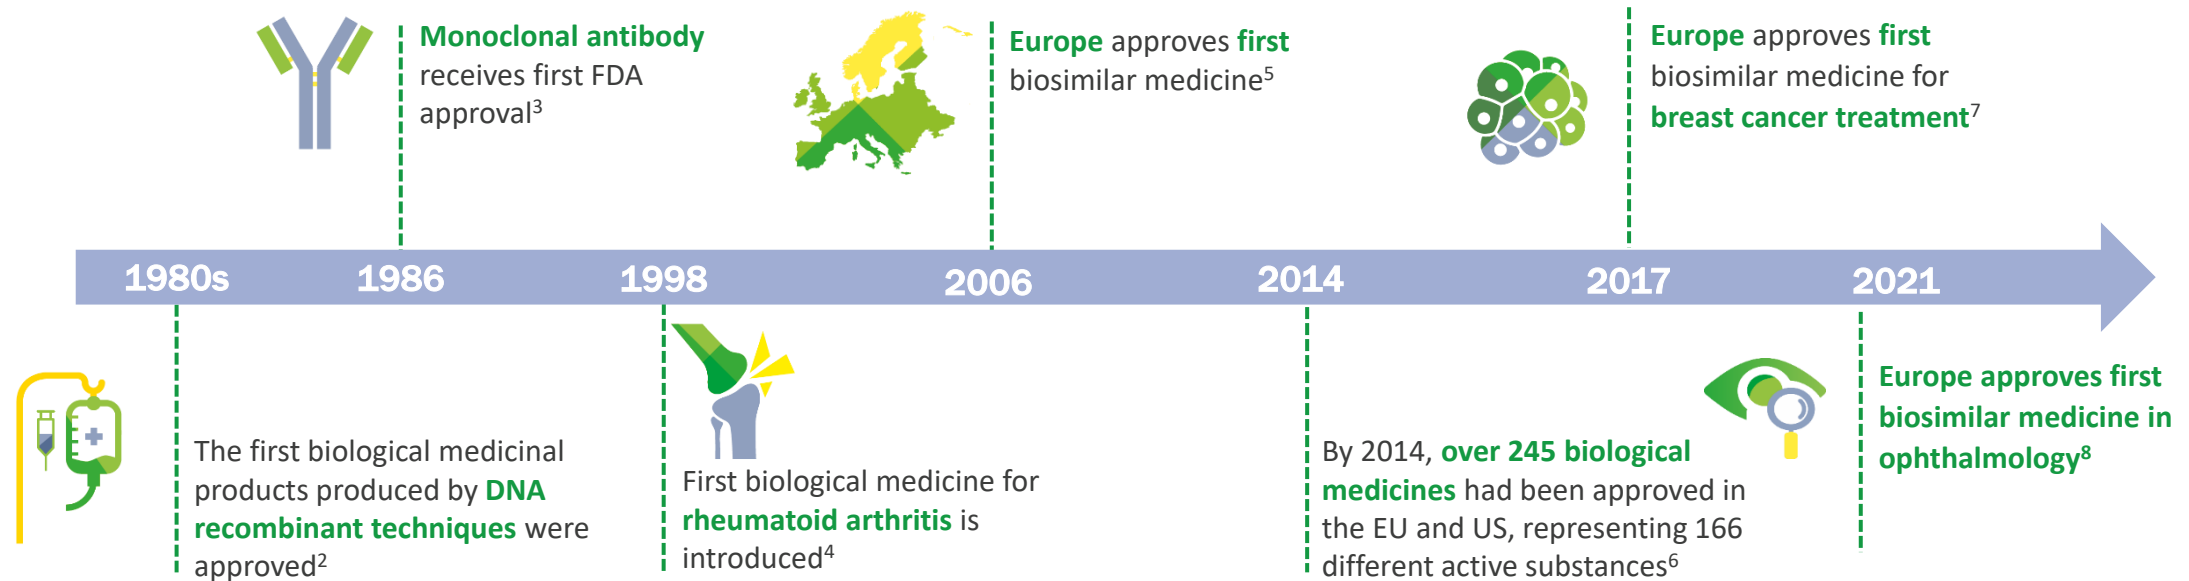 Monoclonal antibody
receives first FDA
approval³
Europe approves first
biosimilar medicine⁵
Europe approves first
biosimilar medicine for
breast cancer treatment⁷
1980s
1986
1998
2006
2014
2017
2021
The first biological medicinal
products produced by DNA
recombinant techniques were
approved²
First biological medicine for
rheumatoid arthritis is
introduced⁴
By 2014, over 245 biological
medicines had been approved in
the EU and US, representing 166
different active substances⁶
Europe approves first
biosimilar medicine in
ophthalmology⁸